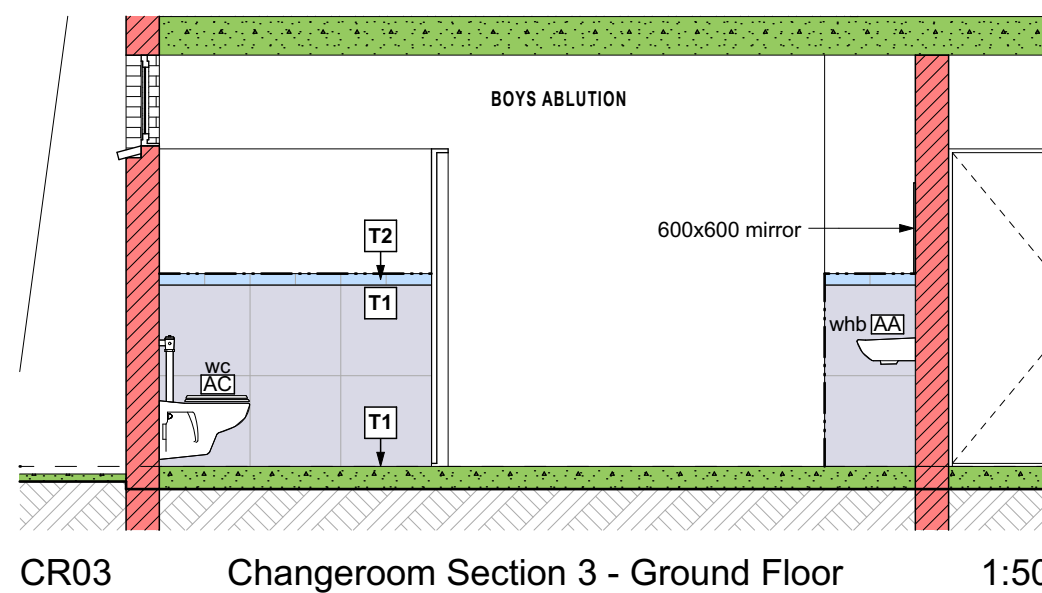 BOYS ABLUTION
600x600 mirror
T2
T1
whb AA
wc
AC
T1
CR03 Changeroom Section 3 - Ground Floor 1:50